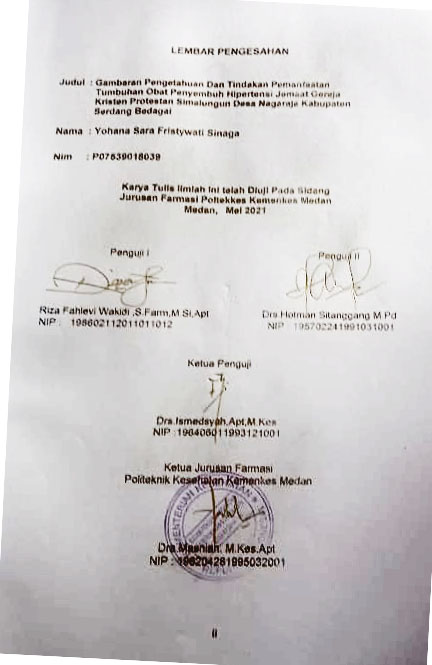 LEMBAR PENGESAHAN
Judul : Gambaran Pengetahuan Dan Tindakan Pemanfaatan
Tumbuhan Obat Penyembuh Hipertensi Jemaat Gereja
Kristen Protestan Simalungun Desa Nagaraja Kabupaten
Serdang Bedagai
Nama : Yohana Sara Fristywati Sinaga
Nim : P07539018039
Karya Tulis Ilmiah Ini telah Diuji Pada Sidang
Jurusan Farmasi Poltekkes Kemenkes Medan
Medan, Mei 2021
Penguji I Penguji II
Riza Fahlevi Wakidi ,S.Farm,M Si,Apt Drs.Hotman Sitanggang M Pd
NIP : 198602112011011012 NIP 195702241991031001
Ketua Penguji
Drs.Ismedsyah,Apt,M.Kes
NIP :196406011993121001
Ketua Jurusan Farmasi
Politeknik Kesehatan Kemenkes Medan
Dra.Masniah, M.Kes,Apt
NIP : 196204281995032001
ii